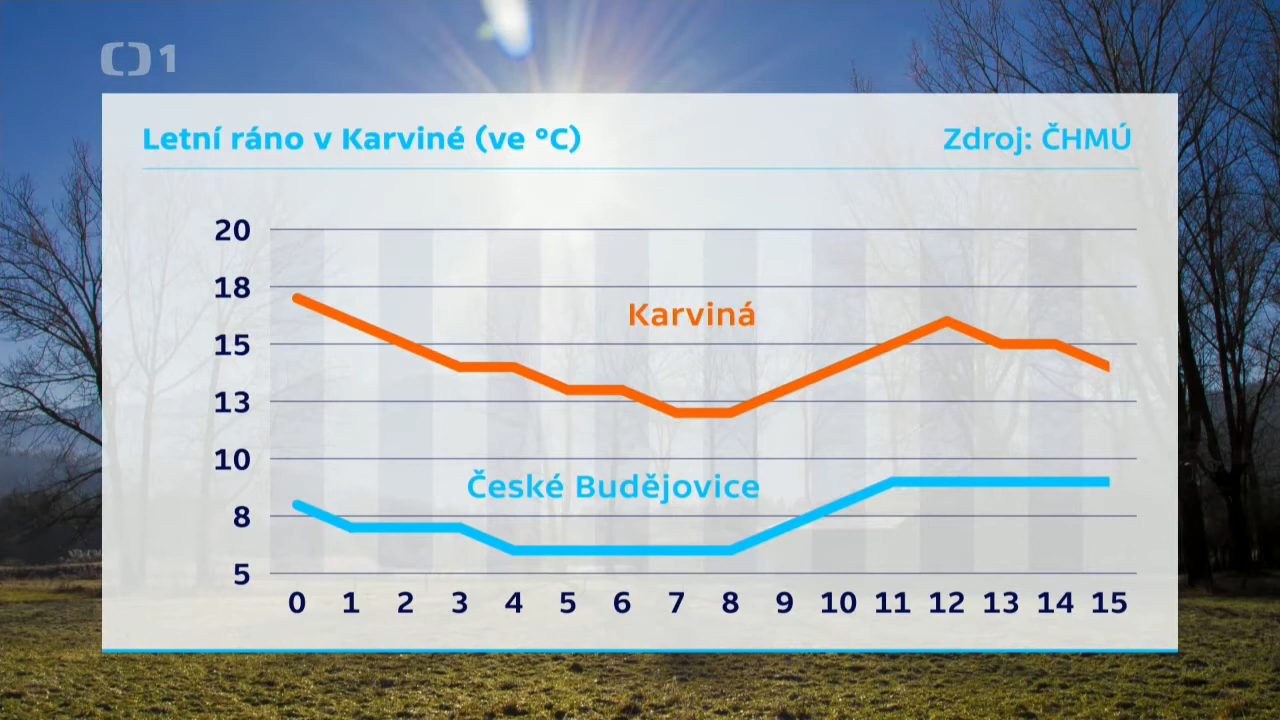 1
Letní ráno v Karviné (ve °C)
Zdroj: ČHMÚ
20
18
Karviná
15
13
10
České Budějovice
8
5
0 1 2 3 4 5 6 7 8 9 10 11 12 13 14 15